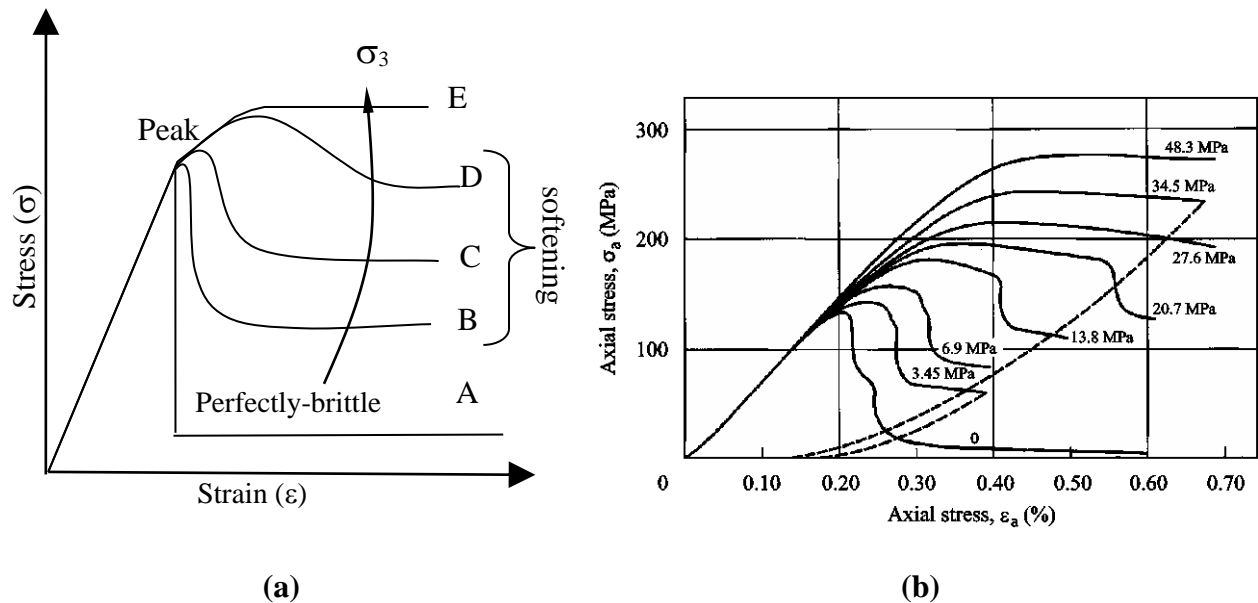 σ3
E
Peak
D
softening
C
B
A
Perfectly-brittle
Stress (σ)
Strain (ε)
(a)
300
200
100
0
0.10
0.20
0.30
0.40
0.50
0.60
0.70
Axial stress, σa (MPa)
Axial stress, εa (%)
48.3 MPa
34.5 MPa
27.6 MPa
20.7 MPa
13.8 MPa
6.9 MPa
3.45 MPa
0
(b)